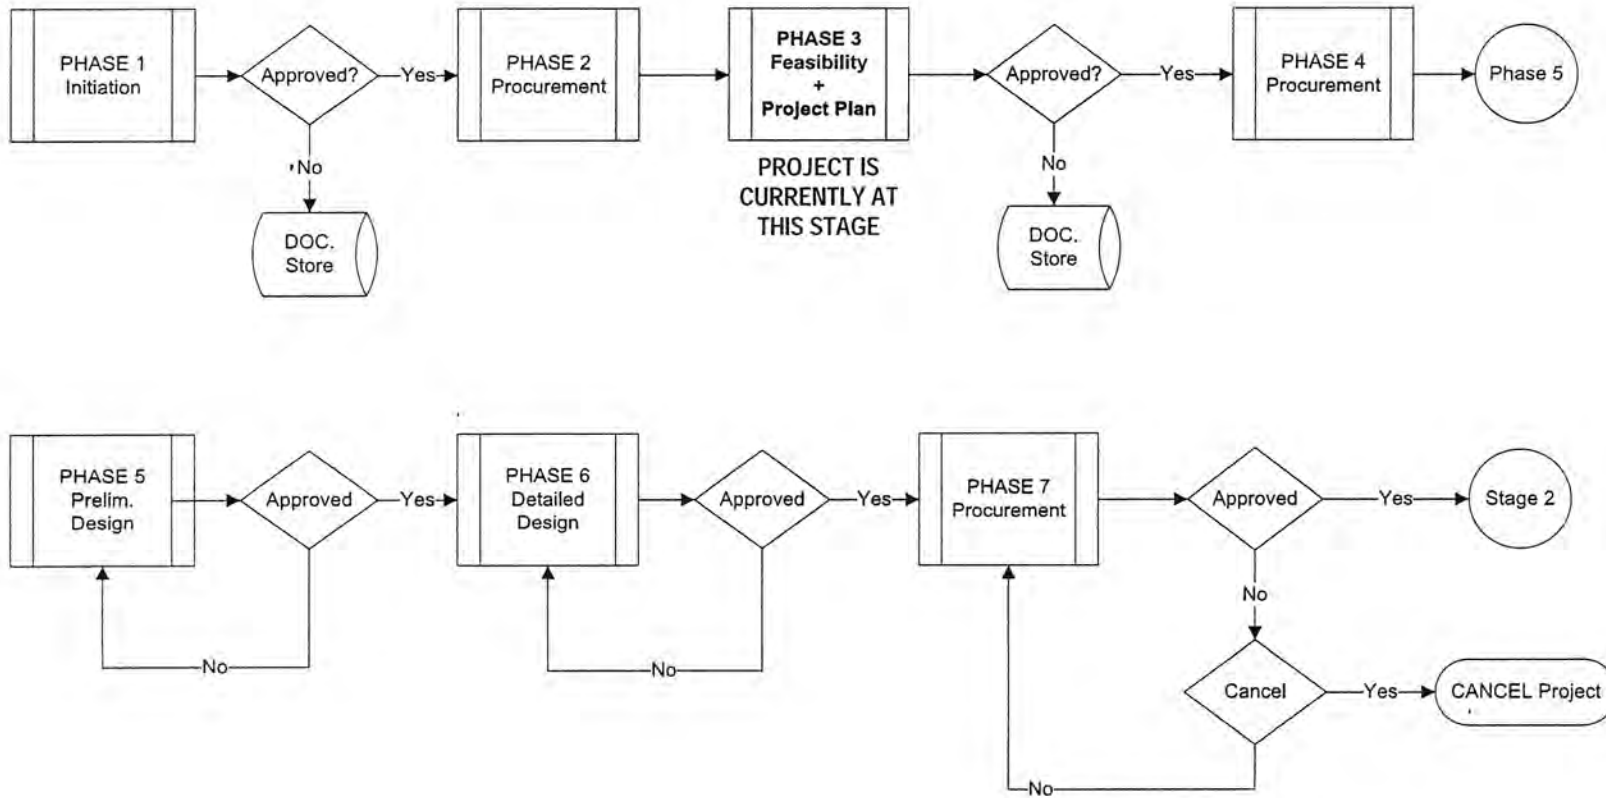 PHASE 1
Initiation
Approved?
Yes
No
DOC.
Store
PHASE 2
Procurement
PHASE 3
Feasibility
+
Project Plan
PROJECT IS
CURRENTLY AT
THIS STAGE
Approved?
Yes
No
DOC.
Store
PHASE 4
Procurement
Phase 5
PHASE 5
Prelim.
Design
Approved
Yes
No
PHASE 6
Detailed
Design
Approved
Yes
No
PHASE 7
Procurement
Approved
Yes
Stage 2
No
Cancel
Yes
CANCEL Project
No